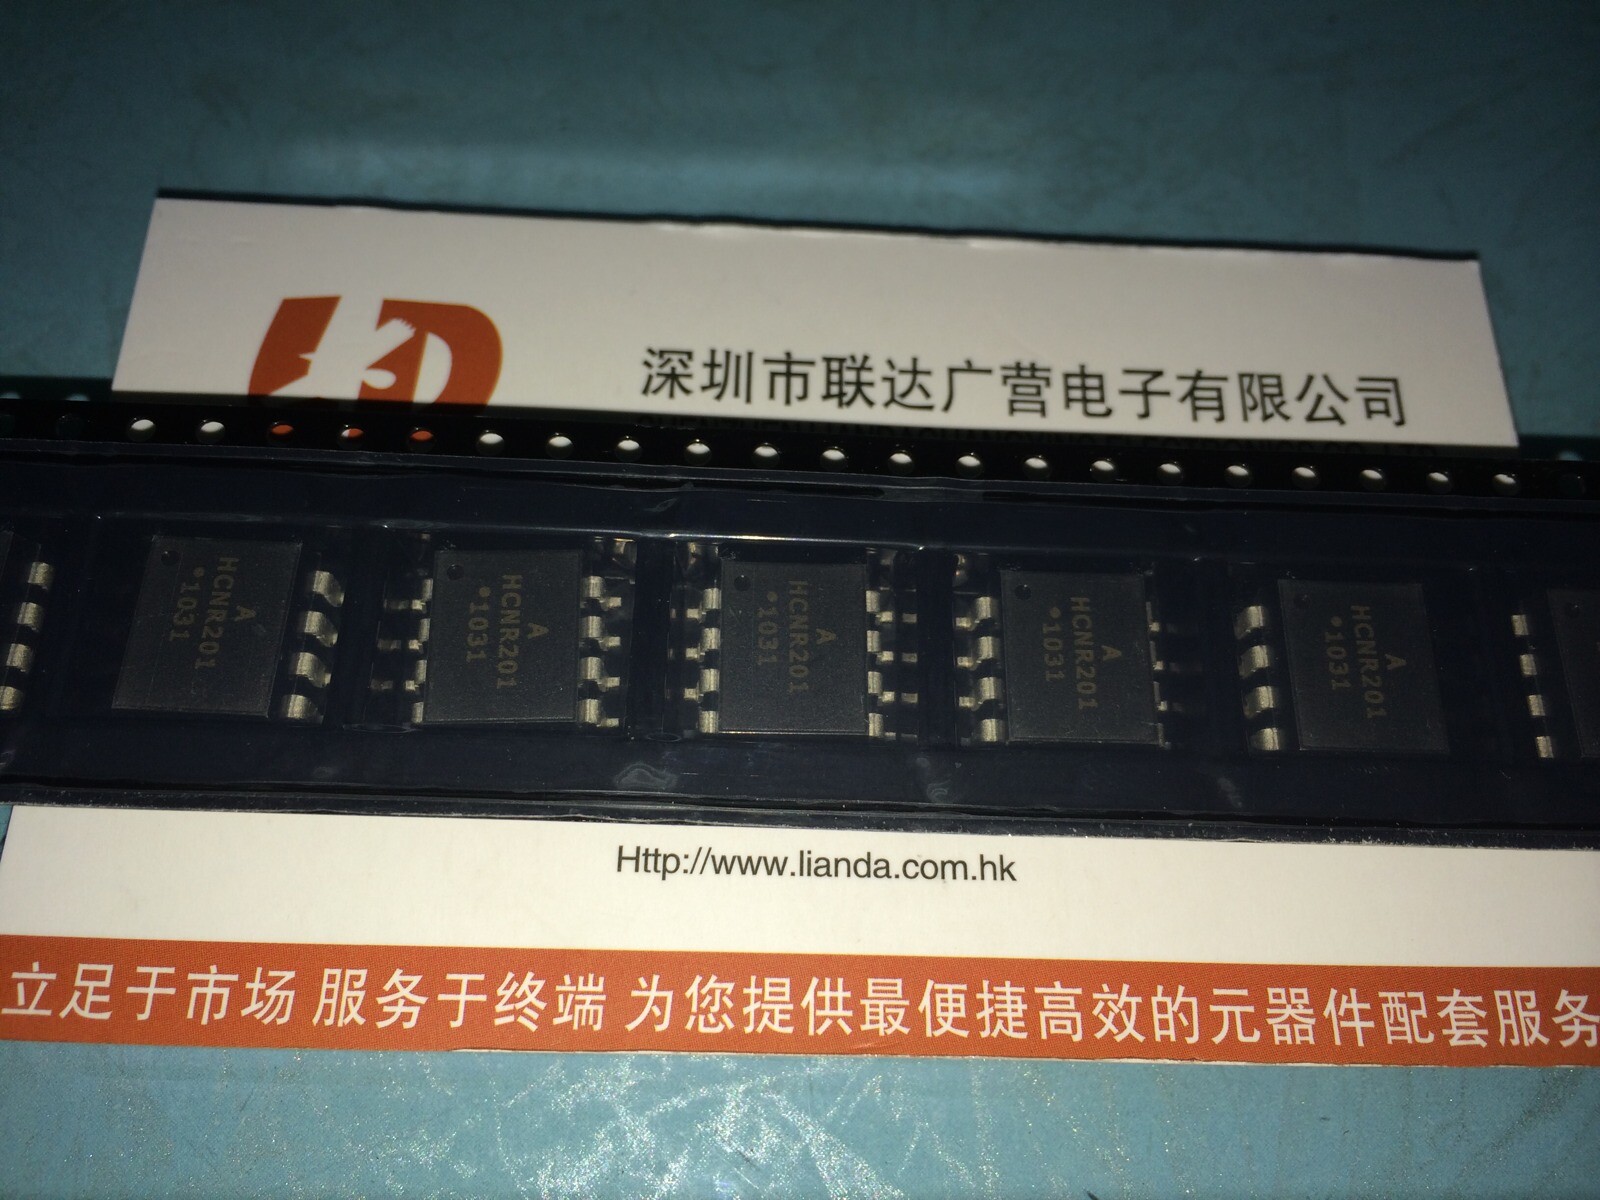 深圳市联达广营电子有限公司
A
HCNR201
•1031
A
HCNR201
•1031
A
HCNR201
•1031
A
HCNR201
•1031
A
HCNR201
•1031
Http://www.lianda.com.hk
立足于市场 服务于终端 为您提供最便捷高效的元器件配套服务